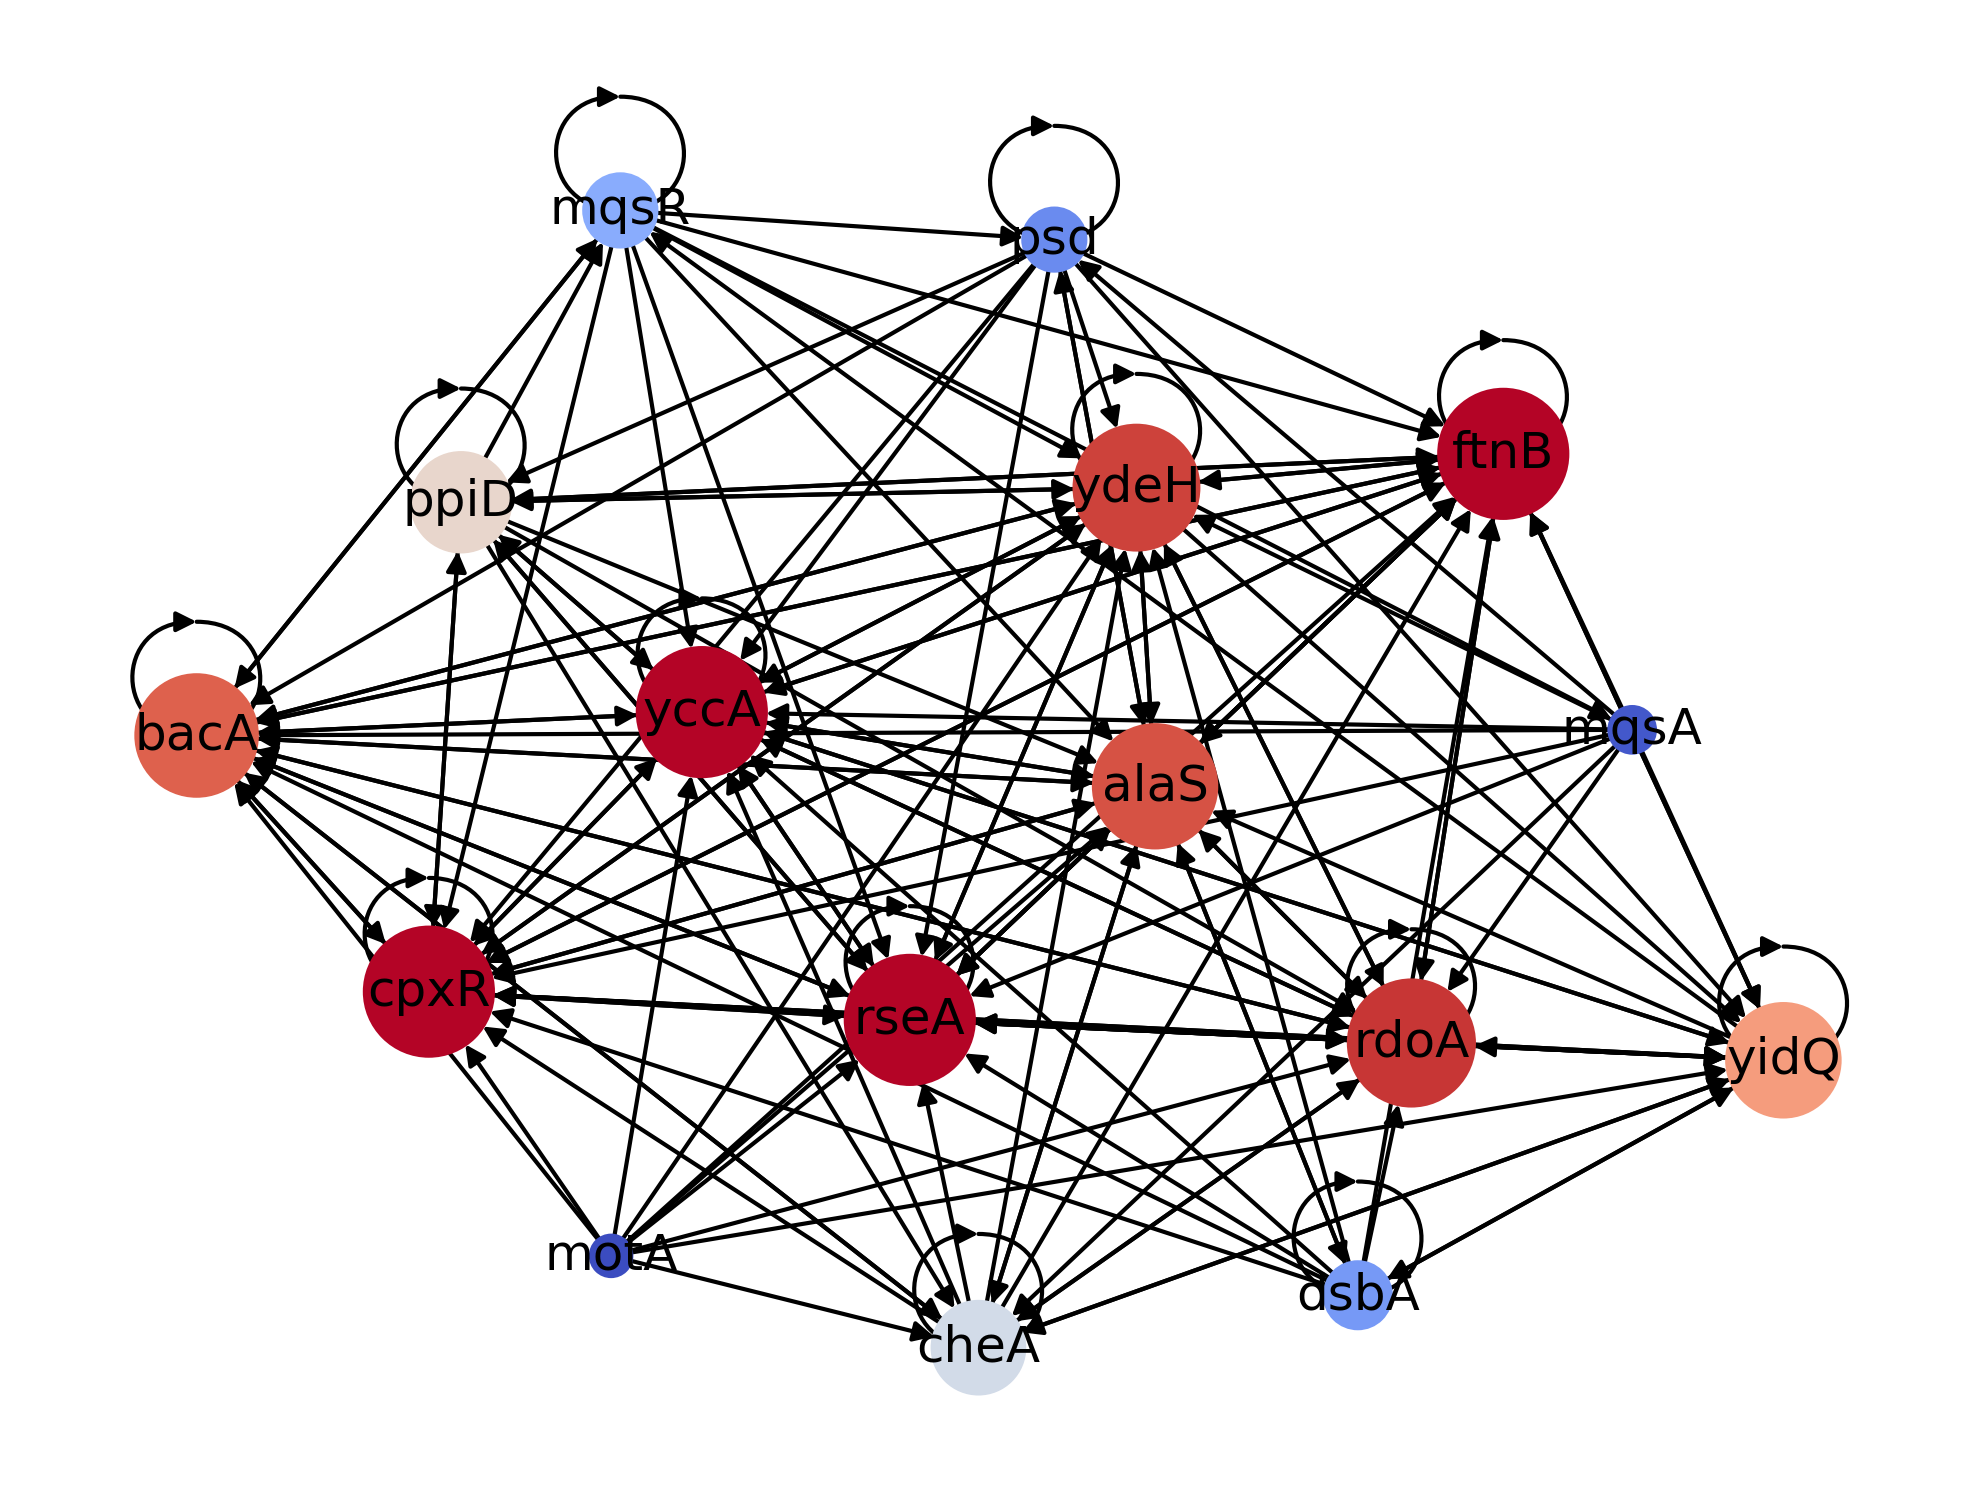 mqsR
psd
ftnB
ydeH
ppiD
yccA
mqsA
bacA
alaS
cpxR
rseA
rdoA
yidQ
motA
dsbA
cheA